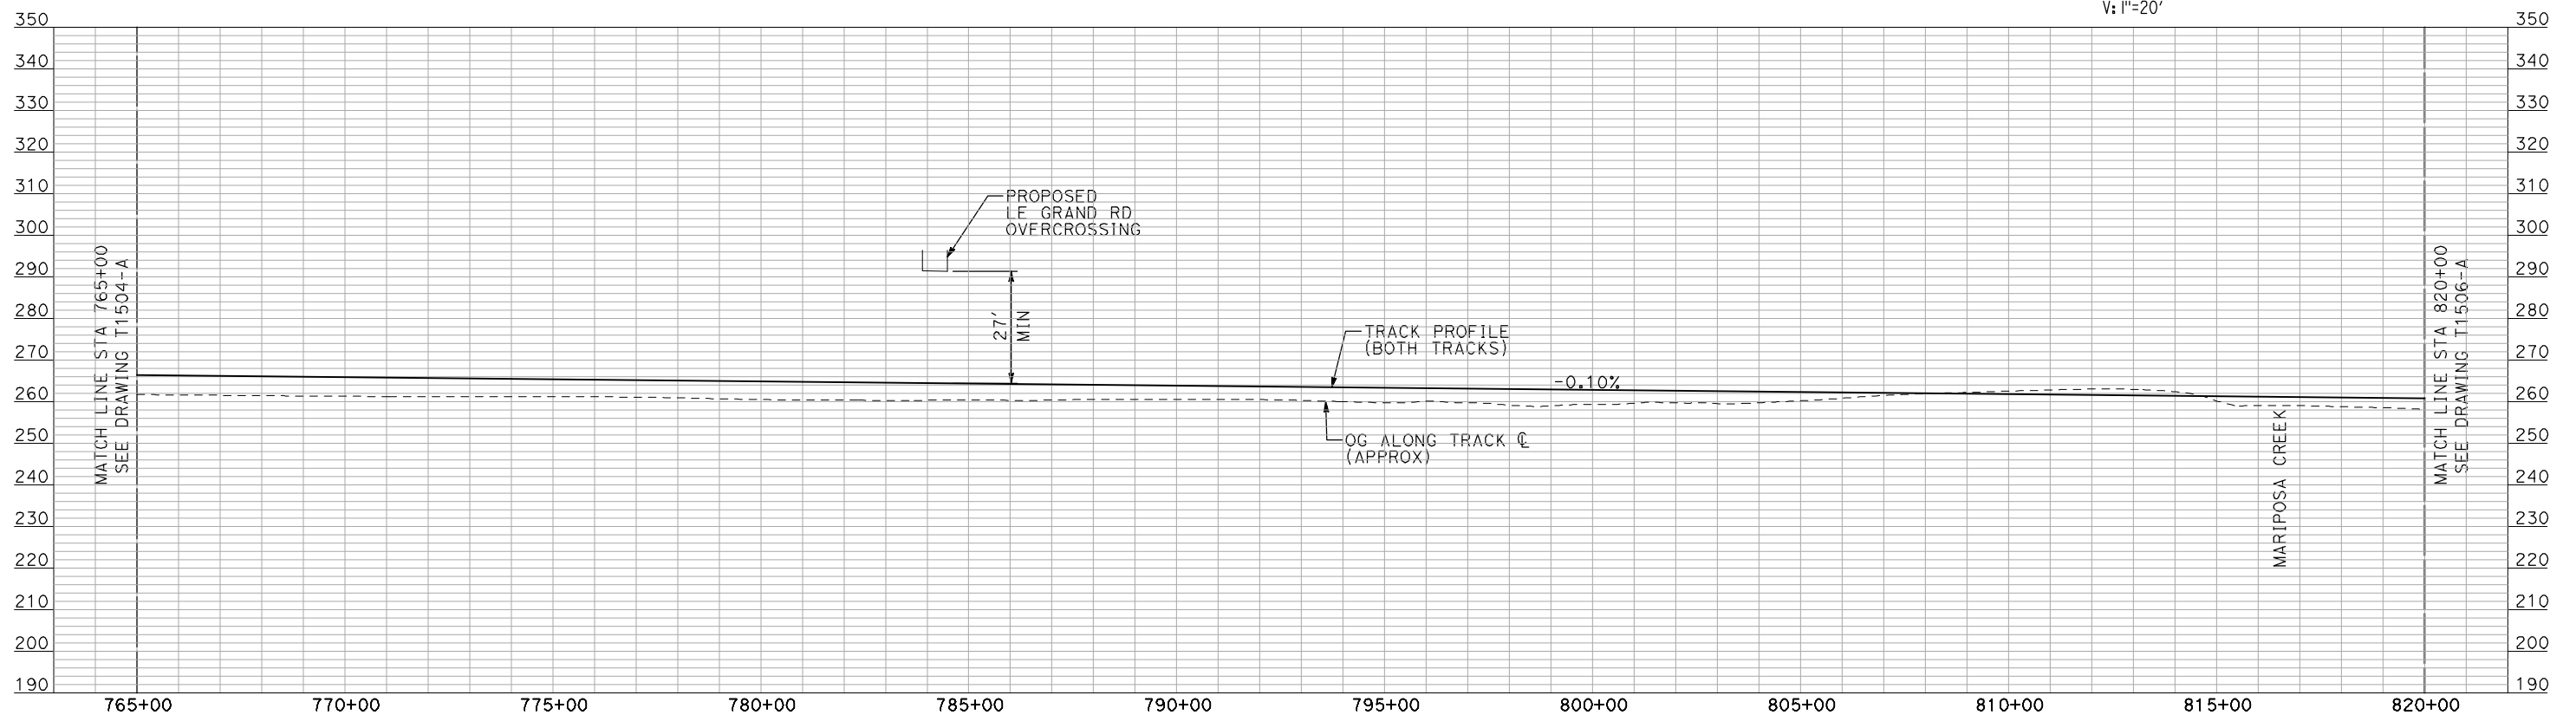 V: 1"=20'
350
340
330
320
310
300
290
280
270
260
250
240
230
220
210
200
190
MATCH LINE STA 765+00
SEE DRAWING T1504-A
PROPOSED
LE GRAND RD
OVERCROSSING
27'
MIN
TRACK PROFILE
(BOTH TRACKS)
-0.10%
OG ALONG TRACK ℄
(APPROX)
MARIPOSA CREEK
MATCH LINE STA 820+00
SEE DRAWING T1506-A
350
340
330
320
310
300
290
280
270
260
250
240
230
220
210
200
190
765+00 770+00 775+00 780+00 785+00 790+00 795+00 800+00 805+00 810+00 815+00 820+00